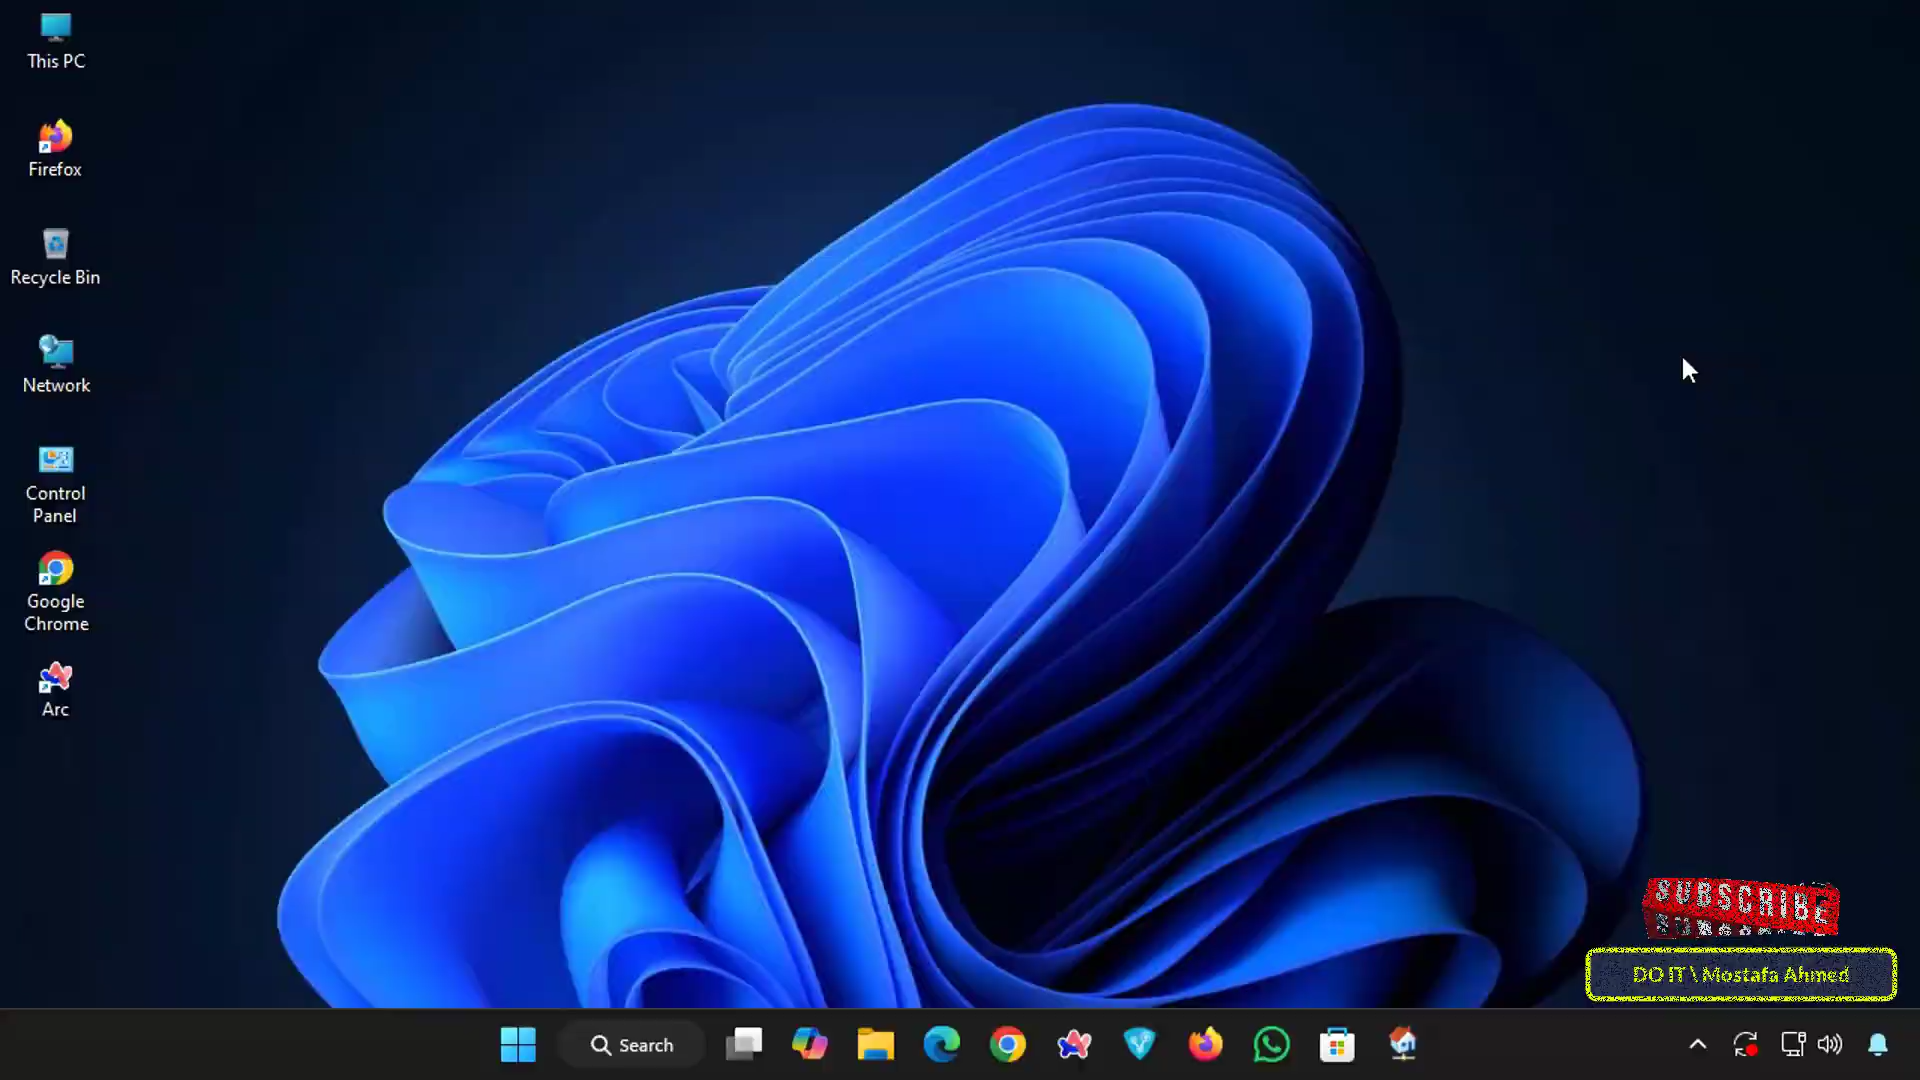 This PC
Firefox
Recycle Bin
Network
Control
Panel
Google
Chrome
Arc
SUBSCRIBE
DO IT \ Mostafa Ahmed
Search